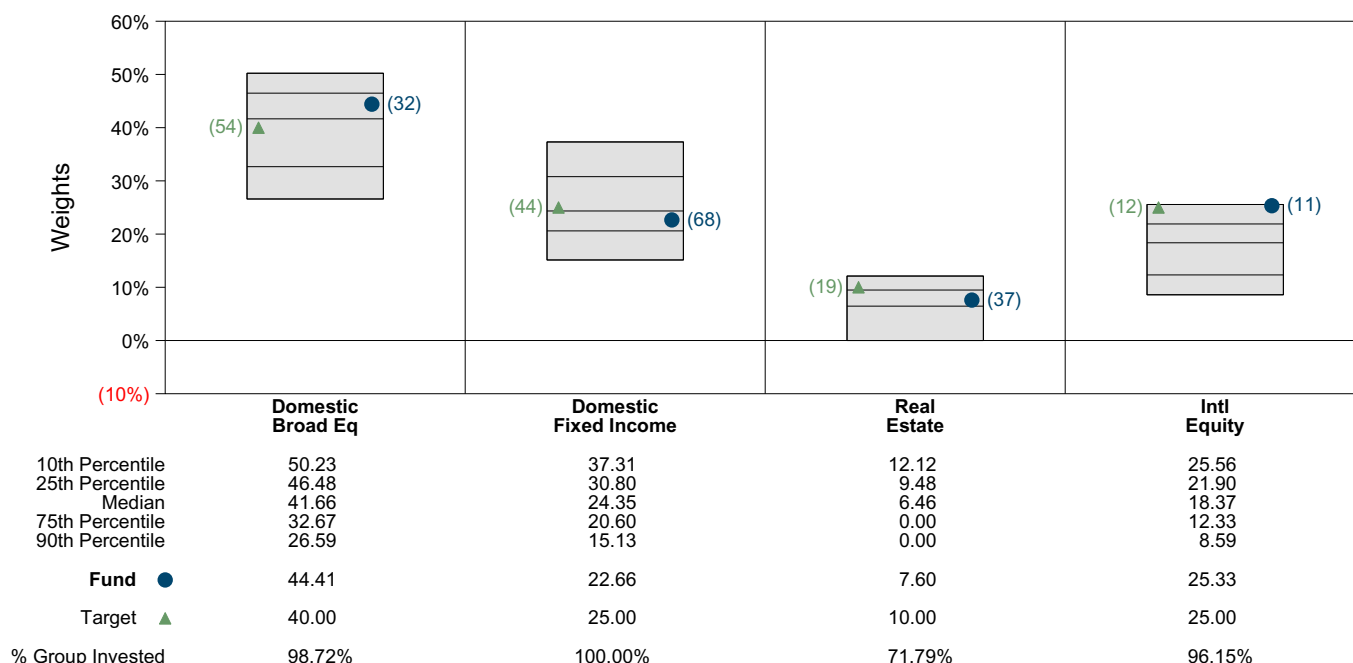 60%
50%
40%
30%
20%
10%
0%
(10%)
Weights
(54)
(32)
(44)
(68)
(19)
(37)
(12)
(11)
Domestic Broad Eq
Domestic Fixed Income
Real Estate
Intl Equity
10th Percentile 50.23 37.31 12.12 25.56
25th Percentile 46.48 30.80 9.48 21.90
Median 41.66 24.35 6.46 18.37
75th Percentile 32.67 20.60 0.00 12.33
90th Percentile 26.59 15.13 0.00 8.59
Fund 44.41 22.66 7.60 25.33
Target 40.00 25.00 10.00 25.00
% Group Invested 98.72% 100.00% 71.79% 96.15%